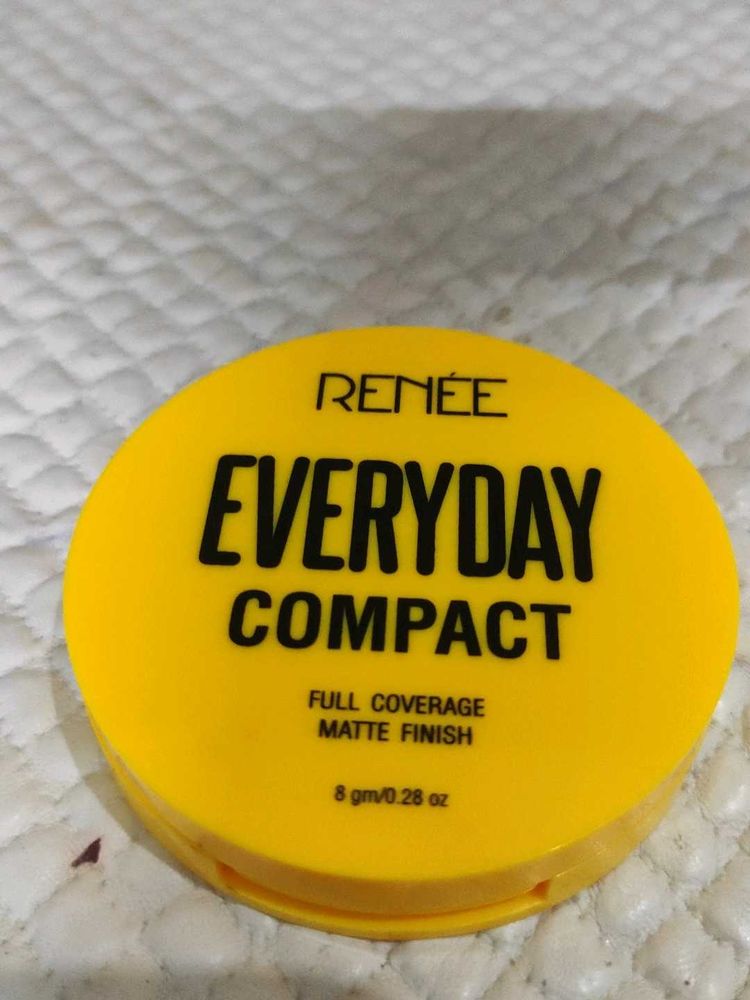 RENÉE
EVERYDAY
COMPACT
FULL COVERAGE
MATTE FINISH
8 gm/0.28 oz